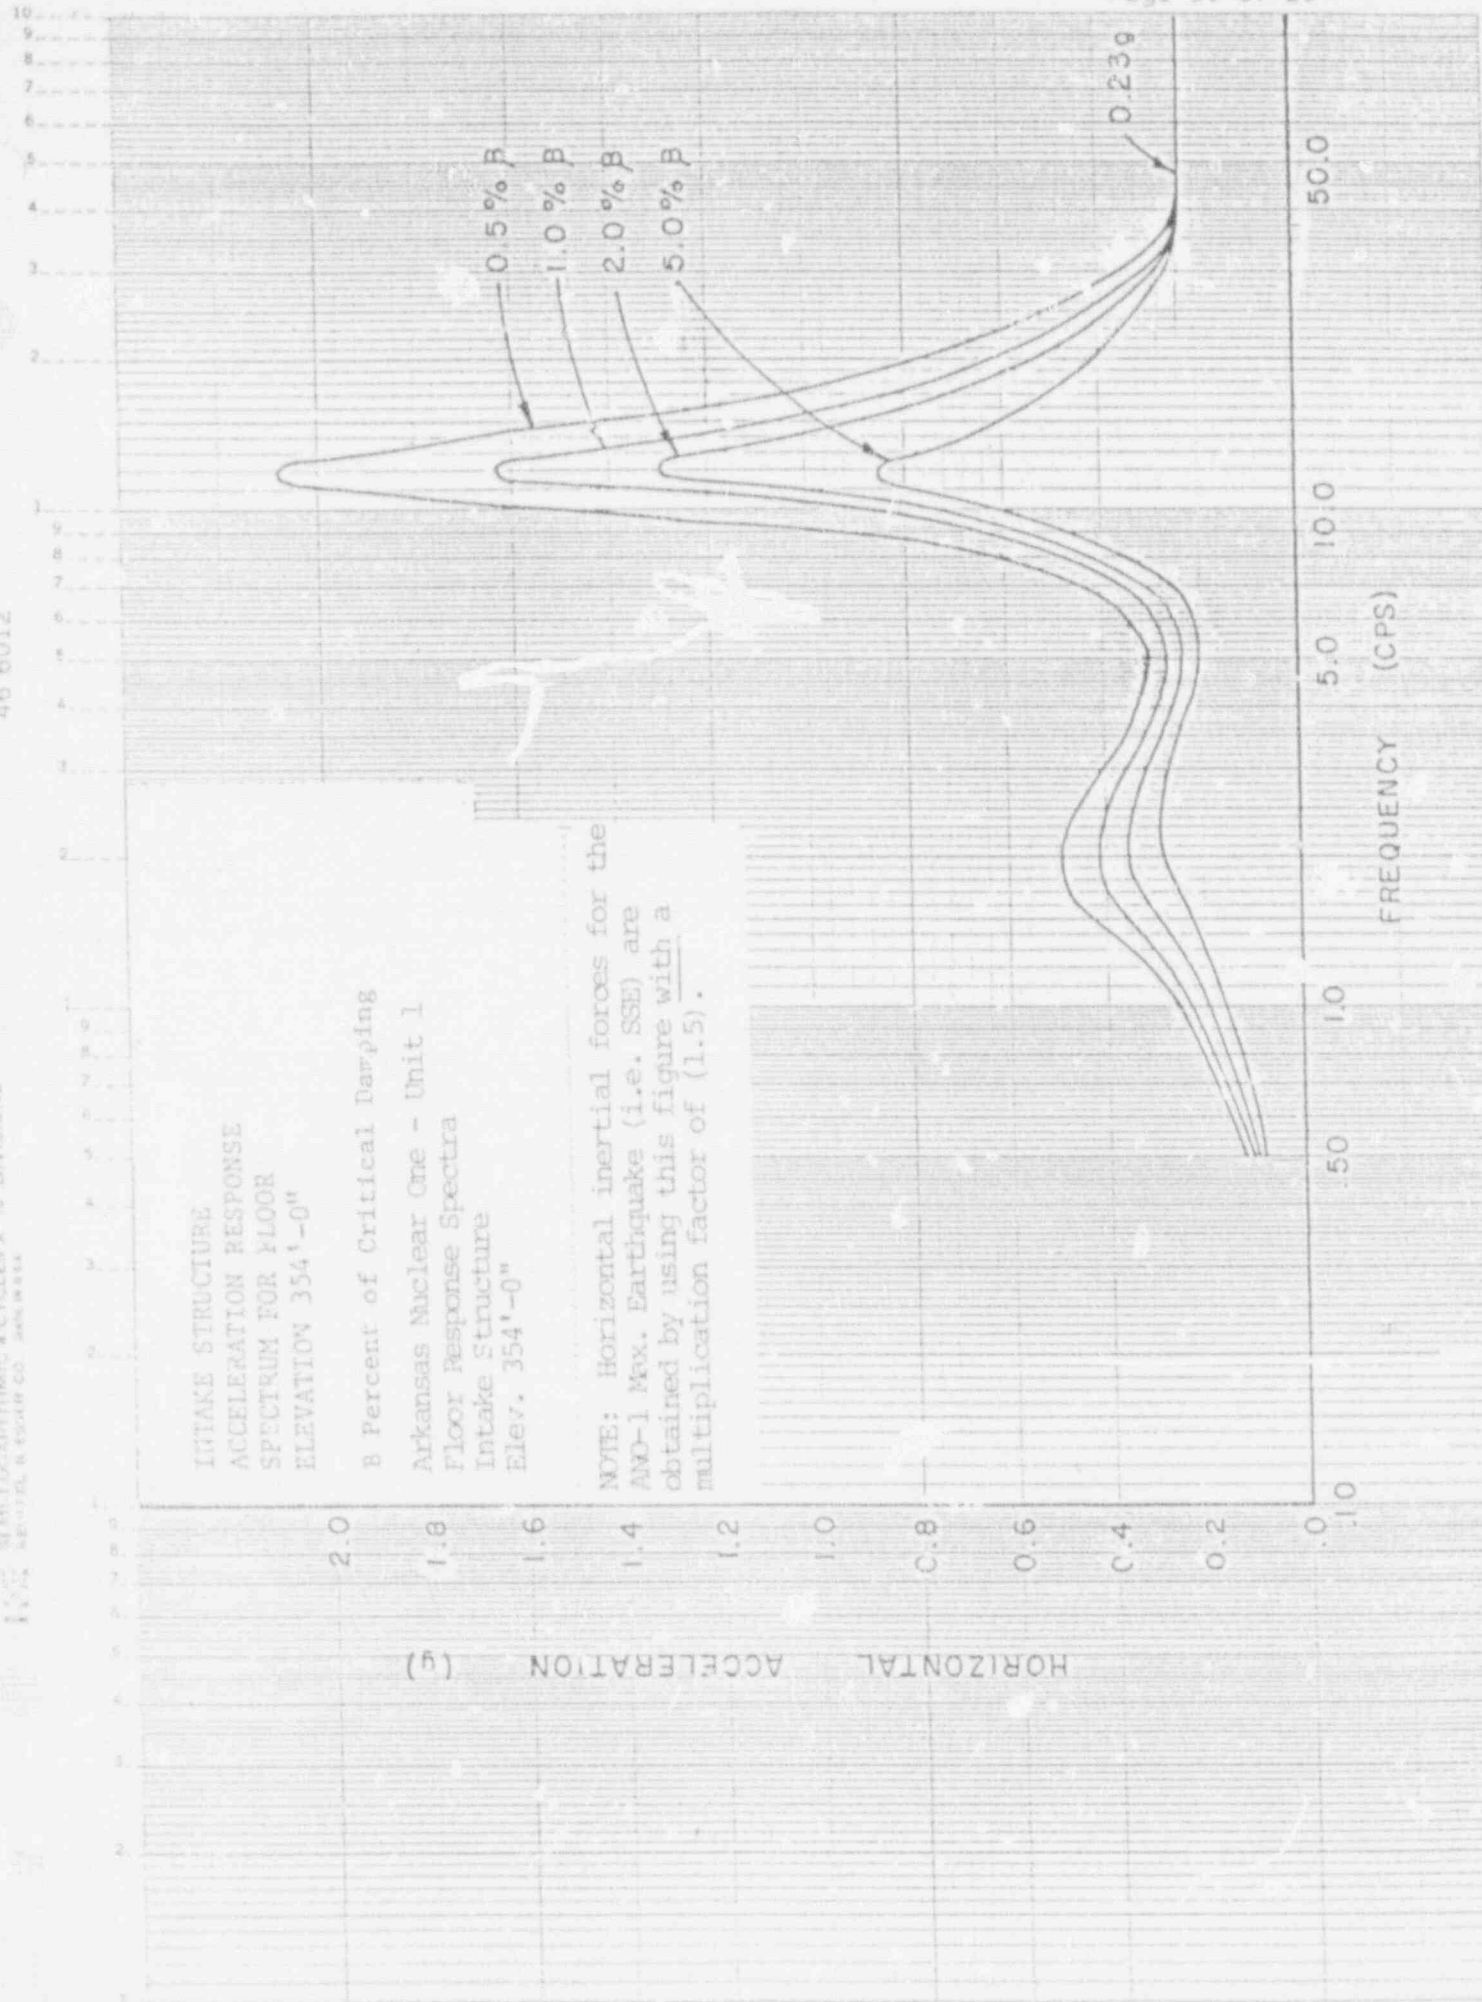 46 6012
INTAKE STRUCTURE
ACCELERATION RESPONSE
SPECTRUM FOR FLOOR
ELEVATION 354'-0"
B Percent of Critical Damping
Arkansas Nuclear One - Unit 1
Floor Response Spectra
Intake Structure
Elev. 354'-0"
NOTE: Horizontal inertial forces for the
ANO-1 Max. Earthquake (i.e. SSE) are
obtained by using this figure with a
multiplication factor of (1.5).
0.5 % β
1.0 % β
2.0 % β
5.0 % β
0.23g
HORIZONTAL ACCELERATION (g)
2.0
1.8
1.6
1.4
1.2
1.0
0.8
0.6
0.4
0.2
.0
.10
.50
1.0
5.0
10.0
50.0
FREQUENCY (CPS)